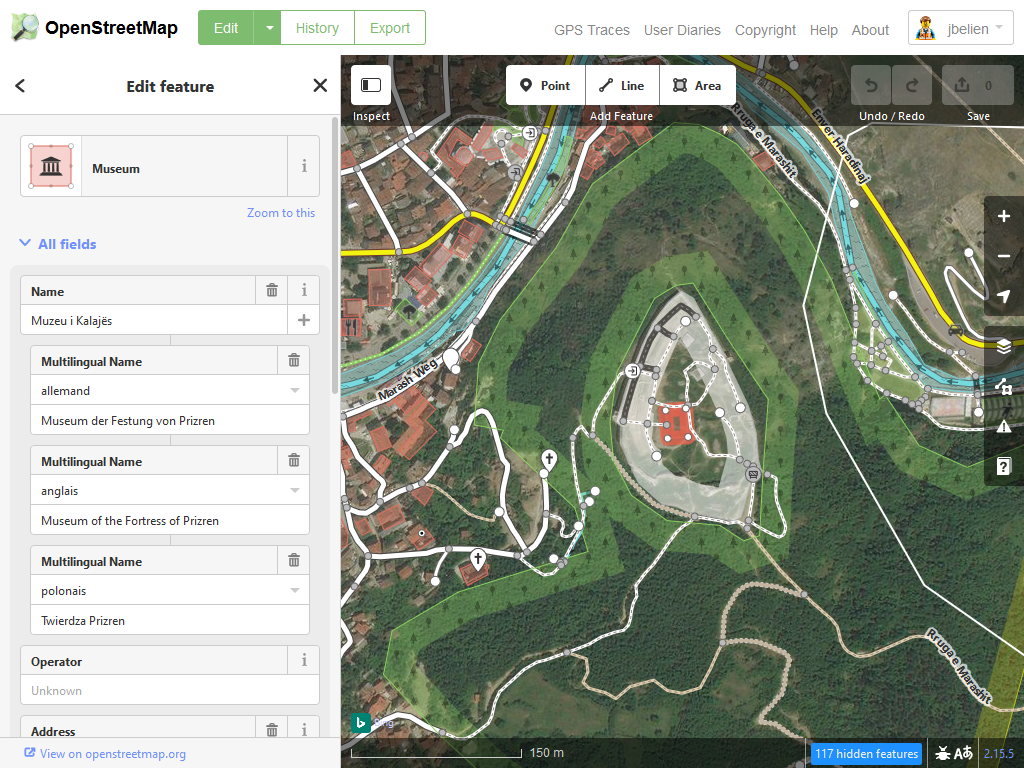 OpenStreetMap
Edit
History
Export
GPS Traces
User Diaries
Copyright
Help
About
jbelien
Edit feature
Museum
Zoom to this
All fields
Name
Muzeu i Kalajës
Multilingual Name
allemand
Museum der Festung von Prizren
Multilingual Name
anglais
Museum of the Fortress of Prizren
Multilingual Name
polonais
Twierdza Prizren
Operator
Unknown
Address
View on openstreetmap.org
Inspect
Point
Line
Area
Add Feature
Undo / Redo
0
Save
Rruga e Marashit
Enver Haradinaj
Marash Weg
Rruga e Marashit
150 m
117 hidden features
2.15.5